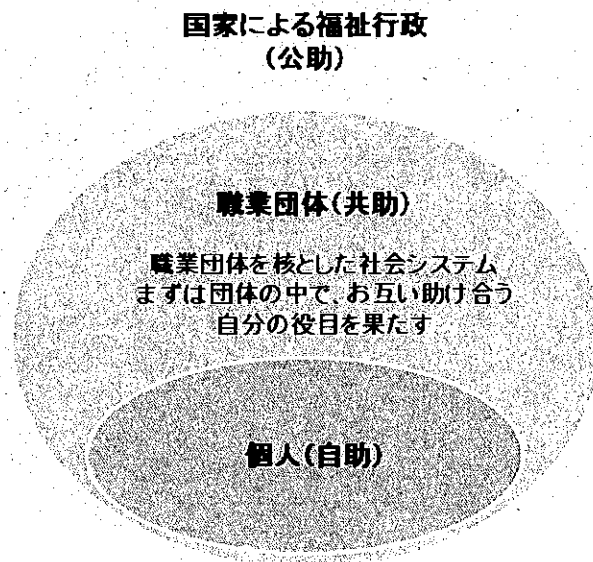 国家による福祉行政
（公助）
職業団体（共助）
職業団体を核とした社会システム
まずは団体の中で、お互い助け合う
自分の役目を果たす
個人（自助）